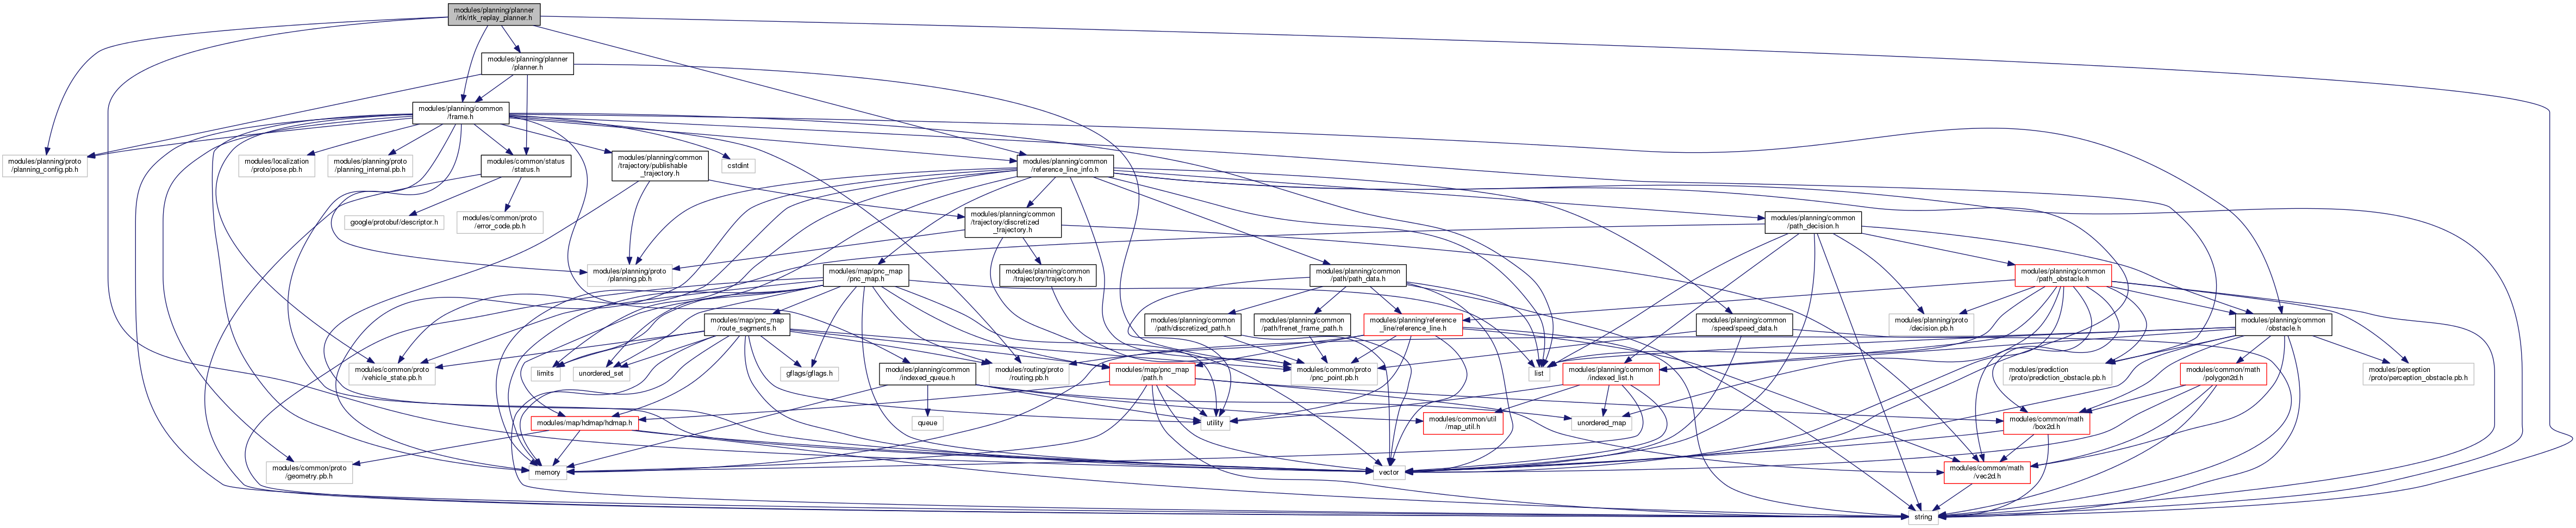 modules/planning/planner
/rtk/rtk_replay_planner.h
modules/planning/planner
/planner.h
modules/planning/common
/frame.h
modules/planning/proto
/planning_config.pb.h
modules/localization
/proto/pose.pb.h
modules/planning/proto
/planning_internal.pb.h
modules/common/status
/status.h
modules/planning/common
/trajectory/publishable
_trajectory.h
cstdint
modules/planning/common
/reference_line_info.h
google/protobuf/descriptor.h
modules/common/proto
/error_code.pb.h
modules/planning/common
/trajectory/discretized
_trajectory.h
modules/planning/common
/path_decision.h
modules/planning/proto
/planning.pb.h
modules/map/pnc_map
/pnc_map.h
modules/planning/common
/trajectory/trajectory.h
modules/planning/common
/path/path_data.h
modules/planning/common
/path_obstacle.h
modules/map/pnc_map
/route_segments.h
modules/planning/common
/path/discretized_path.h
modules/planning/common
/path/frenet_frame_path.h
modules/planning/reference
_line/reference_line.h
modules/planning/common
/speed/speed_data.h
modules/planning/proto
/decision.pb.h
modules/planning/common
/obstacle.h
modules/common/proto
/vehicle_state.pb.h
limits
unordered_set
gflags/gflags.h
modules/planning/common
/indexed_queue.h
modules/routing/proto
/routing.pb.h
modules/map/pnc_map
/path.h
modules/common/proto
/pnc_point.pb.h
list
modules/planning/common
/indexed_list.h
modules/prediction
/proto/prediction_obstacle.pb.h
modules/common/math
/polygon2d.h
modules/perception
/proto/perception_obstacle.pb.h
modules/map/hdmap/hdmap.h
queue
utility
modules/common/util
/map_util.h
unordered_map
modules/common/math
/box2d.h
modules/common/proto
/geometry.pb.h
memory
vector
modules/common/math
/vec2d.h
string